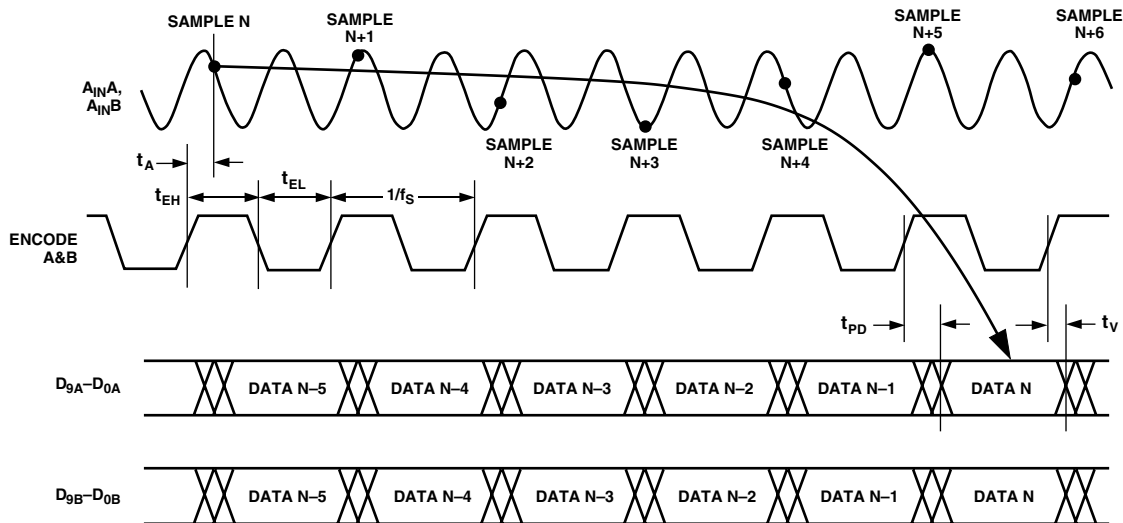 SAMPLE N
SAMPLE
N+1
SAMPLE
N+5
SAMPLE
N+6
AINA,
AINB
SAMPLE
N+2
SAMPLE
N+3
SAMPLE
N+4
tA
tEH
tEL
1/fS
ENCODE
A&B
tPD
tV
D9A–D0A
DATA N–5
DATA N–4
DATA N–3
DATA N–2
DATA N–1
DATA N
D9B–D0B
DATA N–5
DATA N–4
DATA N–3
DATA N–2
DATA N–1
DATA N